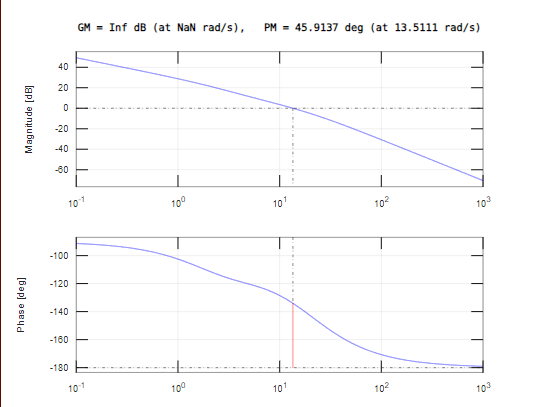 GM = Inf dB (at NaN rad/s),   PM = 45.9137 deg (at 13.5111 rad/s)
40
20
0
-20
-40
-60
Magnitude [dB]
10-1 100 101 102 103
-100
-120
-140
-160
-180
Phase [deg]
10-1 100 101 102 103